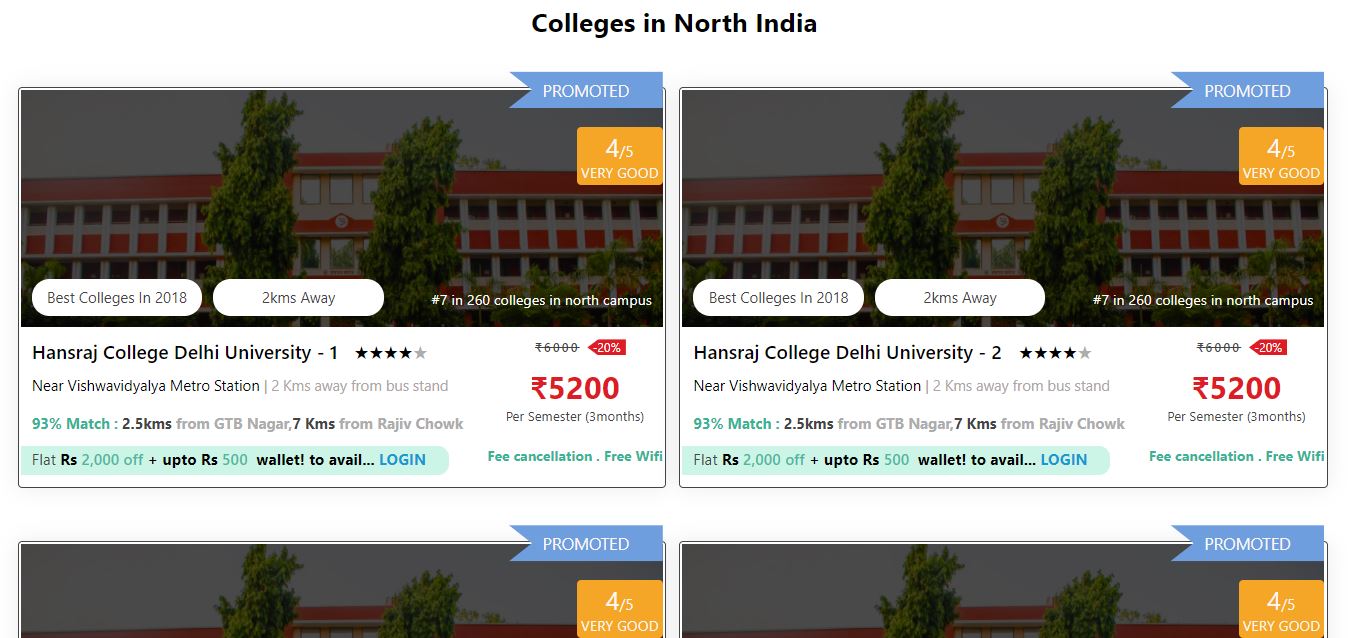 Colleges in North India
PROMOTED
4/5
VERY GOOD
Best Colleges In 2018
2kms Away
#7 in 260 colleges in north campus
Hansraj College Delhi University - 1 ★★★★★
₹6000 -20%
Near Vishwavidyalya Metro Station | 2 Kms away from bus stand
₹5200
Per Semester (3months)
93% Match : 2.5kms from GTB Nagar,7 Kms from Rajiv Chowk
Flat Rs 2,000 off + upto Rs 500 wallet! to avail... LOGIN
Fee cancellation . Free Wifi
PROMOTED
4/5
VERY GOOD
Best Colleges In 2018
2kms Away
#7 in 260 colleges in north campus
Hansraj College Delhi University - 2 ★★★★★
₹6000 -20%
Near Vishwavidyalya Metro Station | 2 Kms away from bus stand
₹5200
Per Semester (3months)
93% Match : 2.5kms from GTB Nagar,7 Kms from Rajiv Chowk
Flat Rs 2,000 off + upto Rs 500 wallet! to avail... LOGIN
Fee cancellation . Free Wifi
PROMOTED
4/5
VERY GOOD
PROMOTED
4/5
VERY GOOD